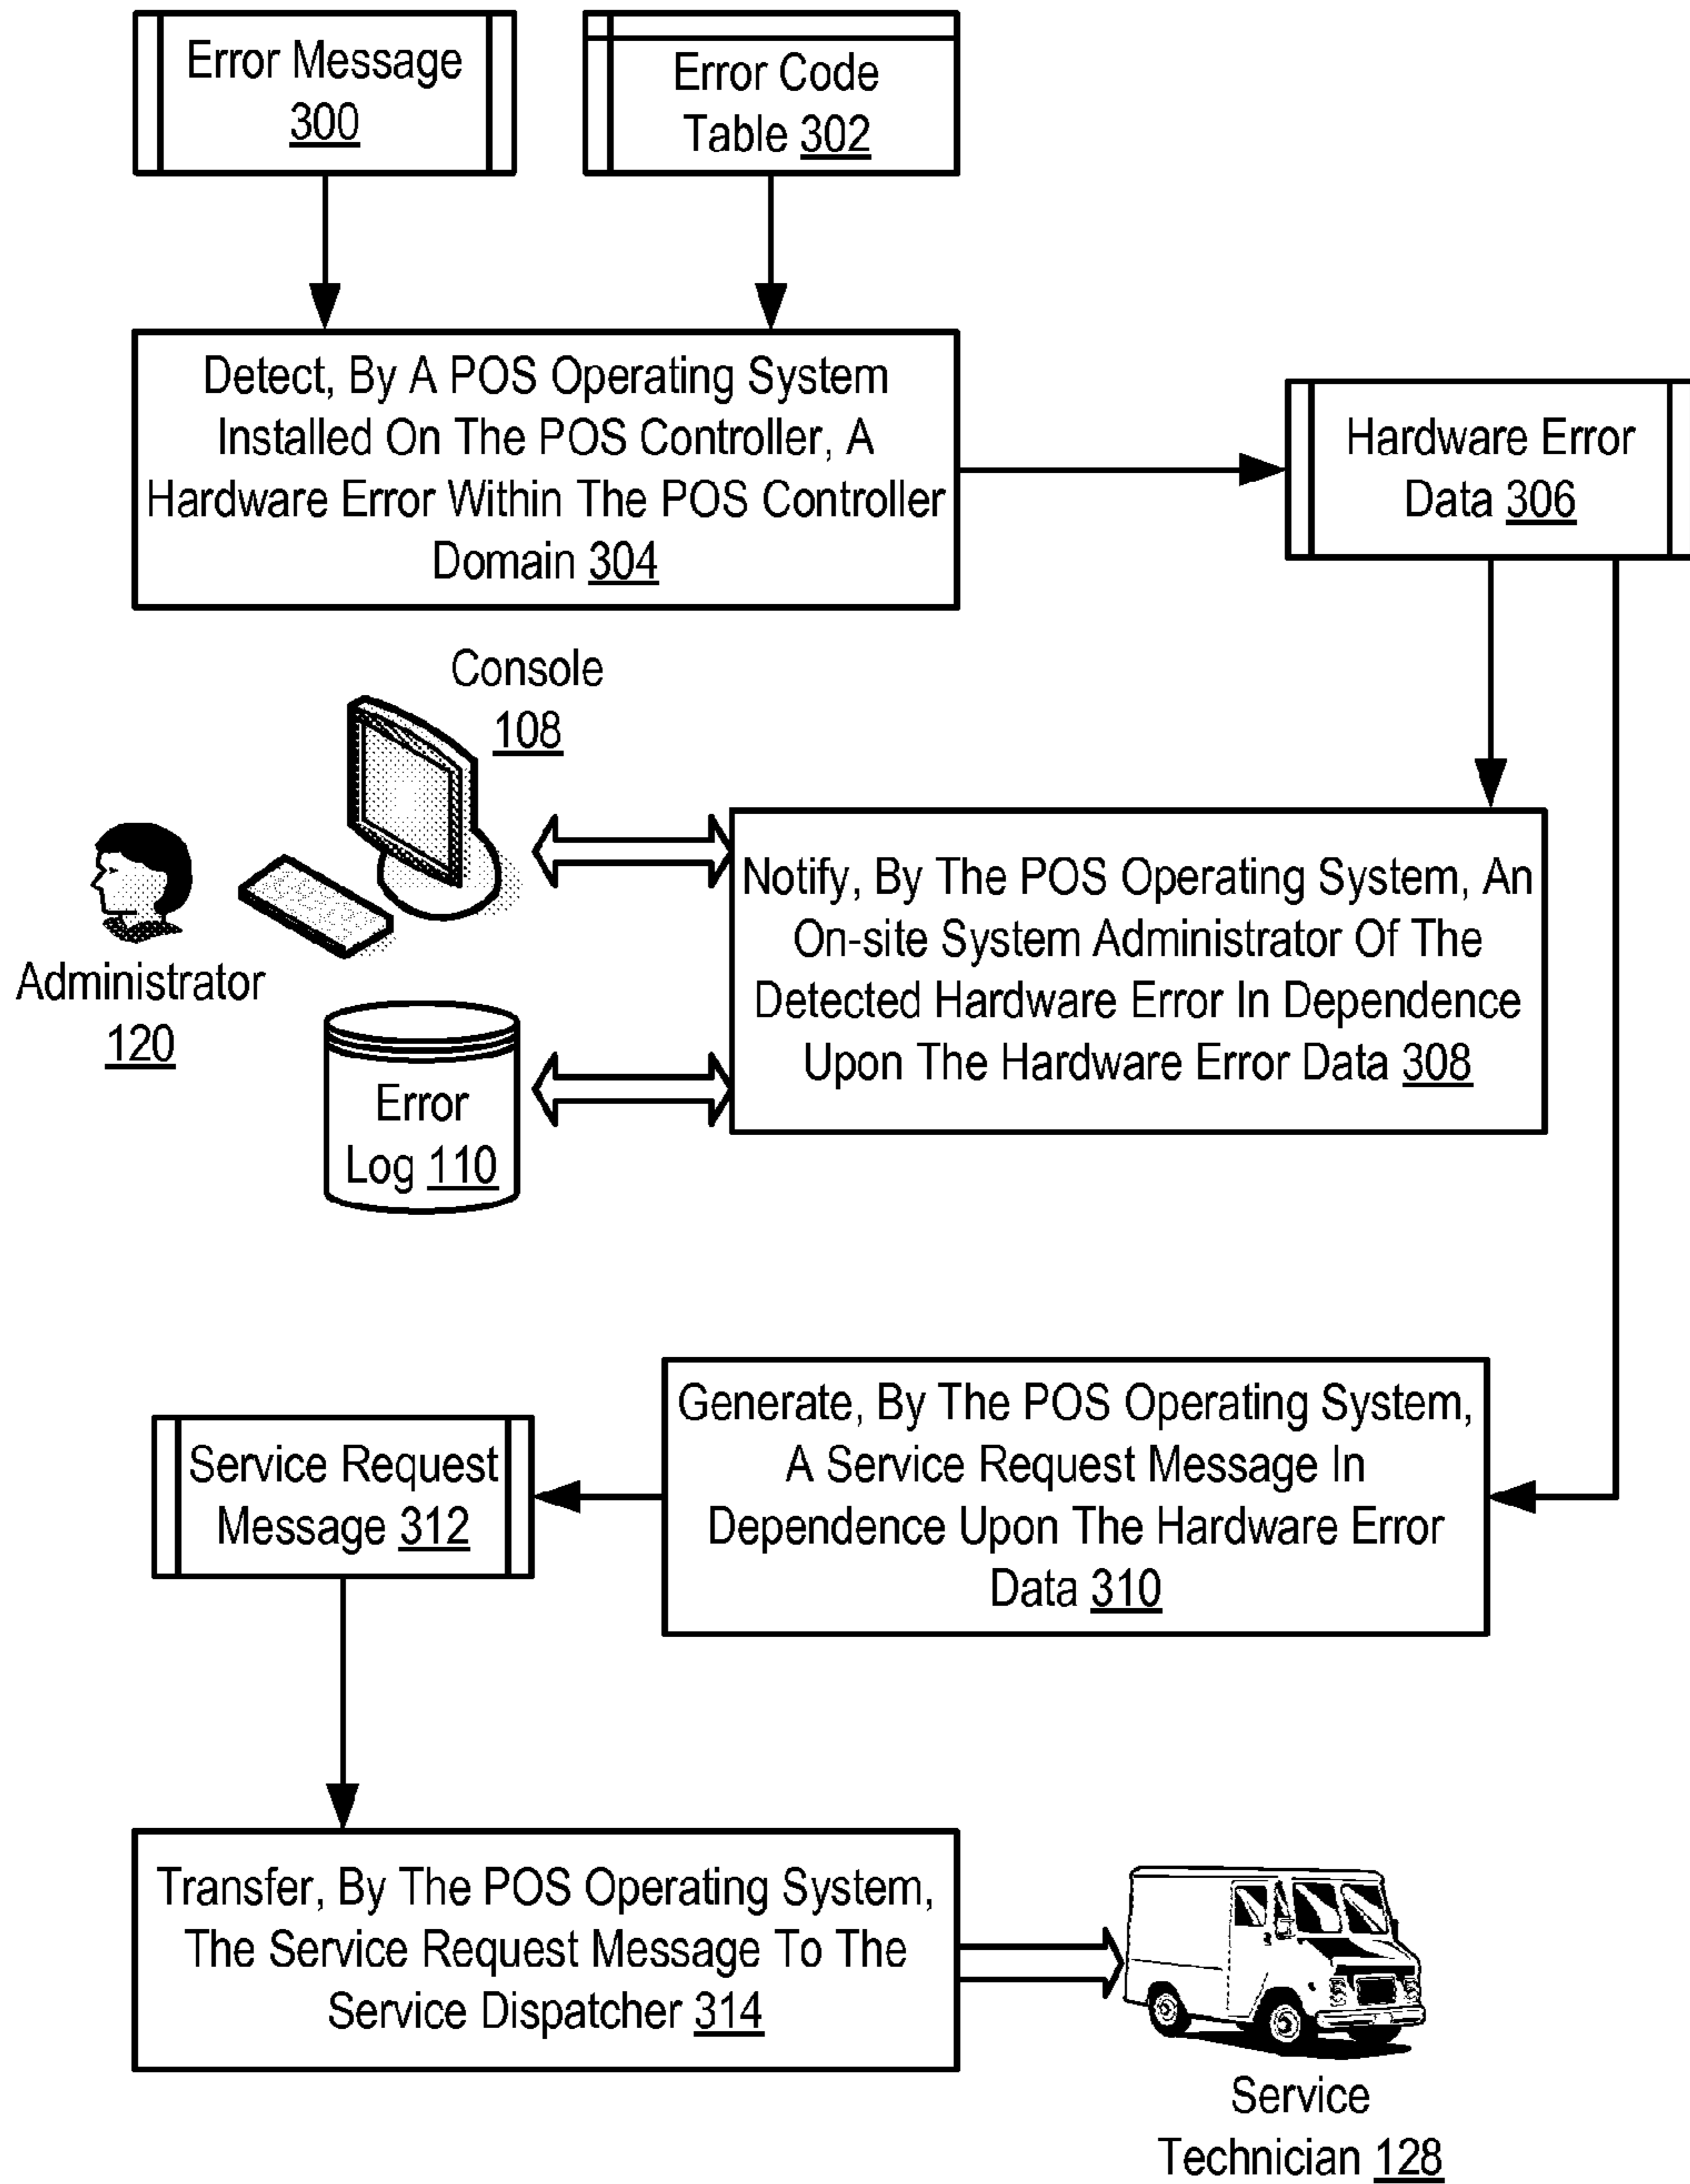 Error Message
300
Error Code
Table 302
Detect, By A POS Operating System
Installed On The POS Controller, A
Hardware Error Within The POS Controller
Domain 304
Hardware Error
Data 306
Console
108
Administrator
120
Error
Log 110
Notify, By The POS Operating System, An
On-site System Administrator Of The
Detected Hardware Error In Dependence
Upon The Hardware Error Data 308
Generate, By The POS Operating System,
A Service Request Message In
Dependence Upon The Hardware Error
Data 310
Service Request
Message 312
Transfer, By The POS Operating System,
The Service Request Message To The
Service Dispatcher 314
Service
Technician 128